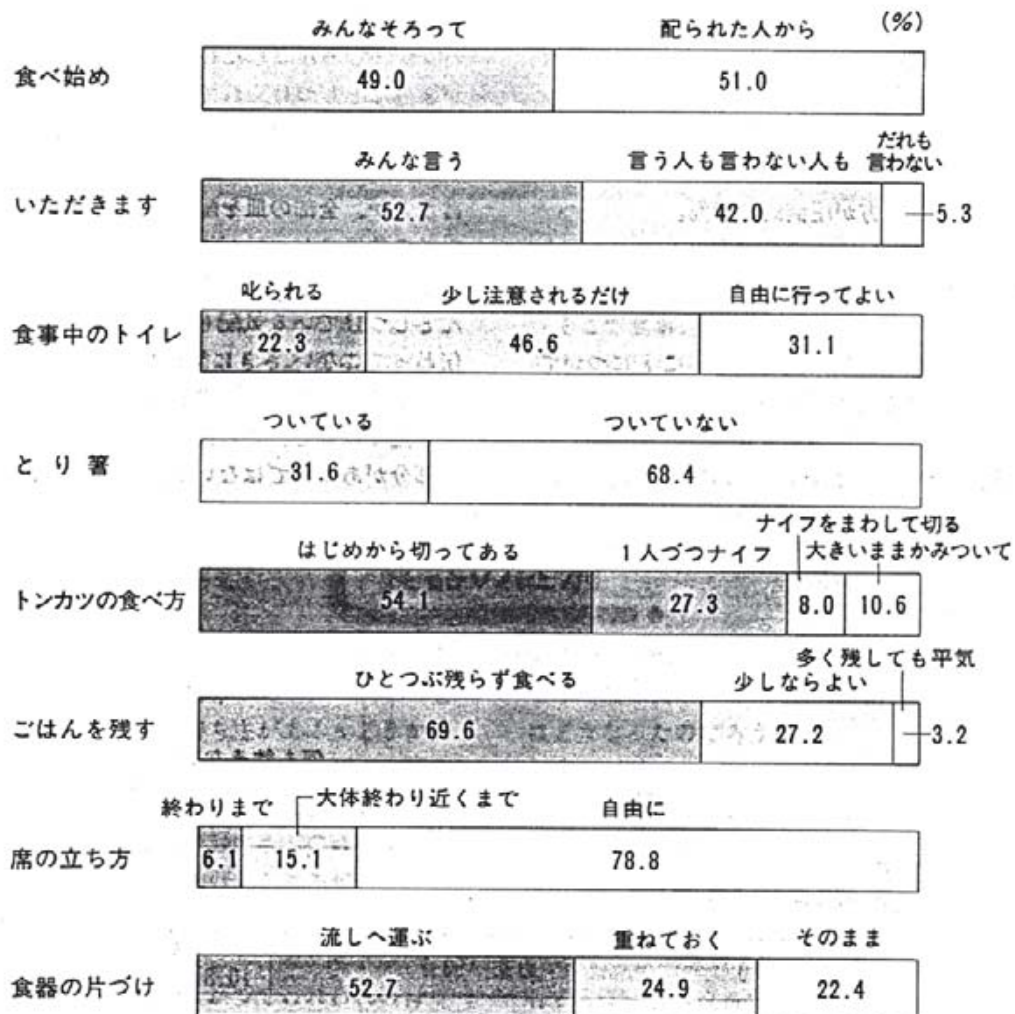 みんなそろって 配られた人から (%)
食べ始め 49.0 51.0
だれも
みんな言う 言う人も言わない人も 言わない
いただきます 52.7 42.0 5.3
叱られる 少し注意されるだけ 自由に行ってよい
食事中のトイレ 22.3 46.6 31.1
ついている ついていない
とり箸 31.6 68.4
ナイフをまわして切る
はじめから切ってある 1人づつナイフ 大きいままかみついて
トンカツの食べ方 54.1 27.3 8.0 10.6
多く残しても平気
ひとつぶ残らず食べる 少しならよい
ごはんを残す 69.6 27.2 3.2
終わりまで 大体終わり近くまで 自由に
席の立ち方 6.1 15.1 78.8
流しへ運ぶ 重ねておく そのまま
食器の片づけ 52.7 24.9 22.4